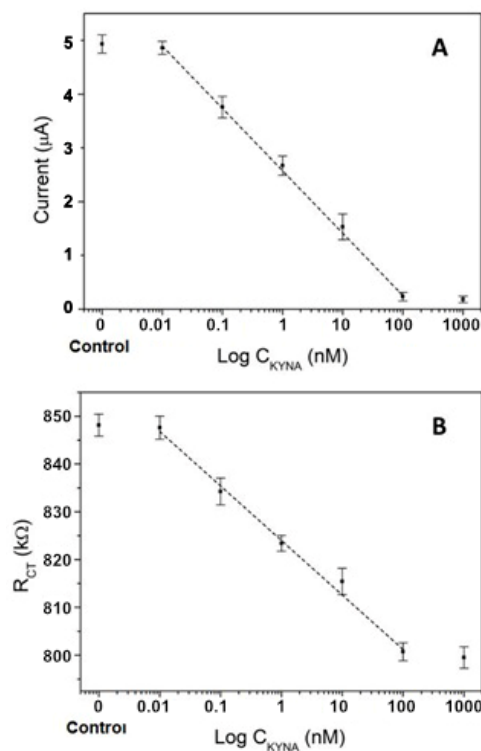 A
5
4
3
2
1
0
Current (μA)
0 0.01 0.1 1 10 100 1000
Control
Log C_KYNA (nM)
B
850
840
830
820
810
800
R_CT (kΩ)
0 0.01 0.1 1 10 100 1000
Control
Log C_KYNA (nM)